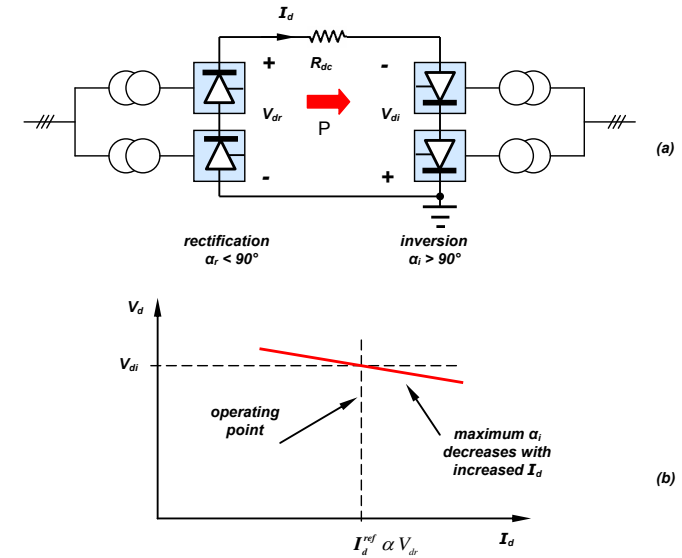 I_d
+ R_dc -
V_dr V_di
P
- +
(a)
rectification
α_r < 90°
inversion
α_i > 90°
(b)
V_d
V_di
operating
point
maximum α_i
decreases with
increased I_d
I_d^ref α V_dr
I_d